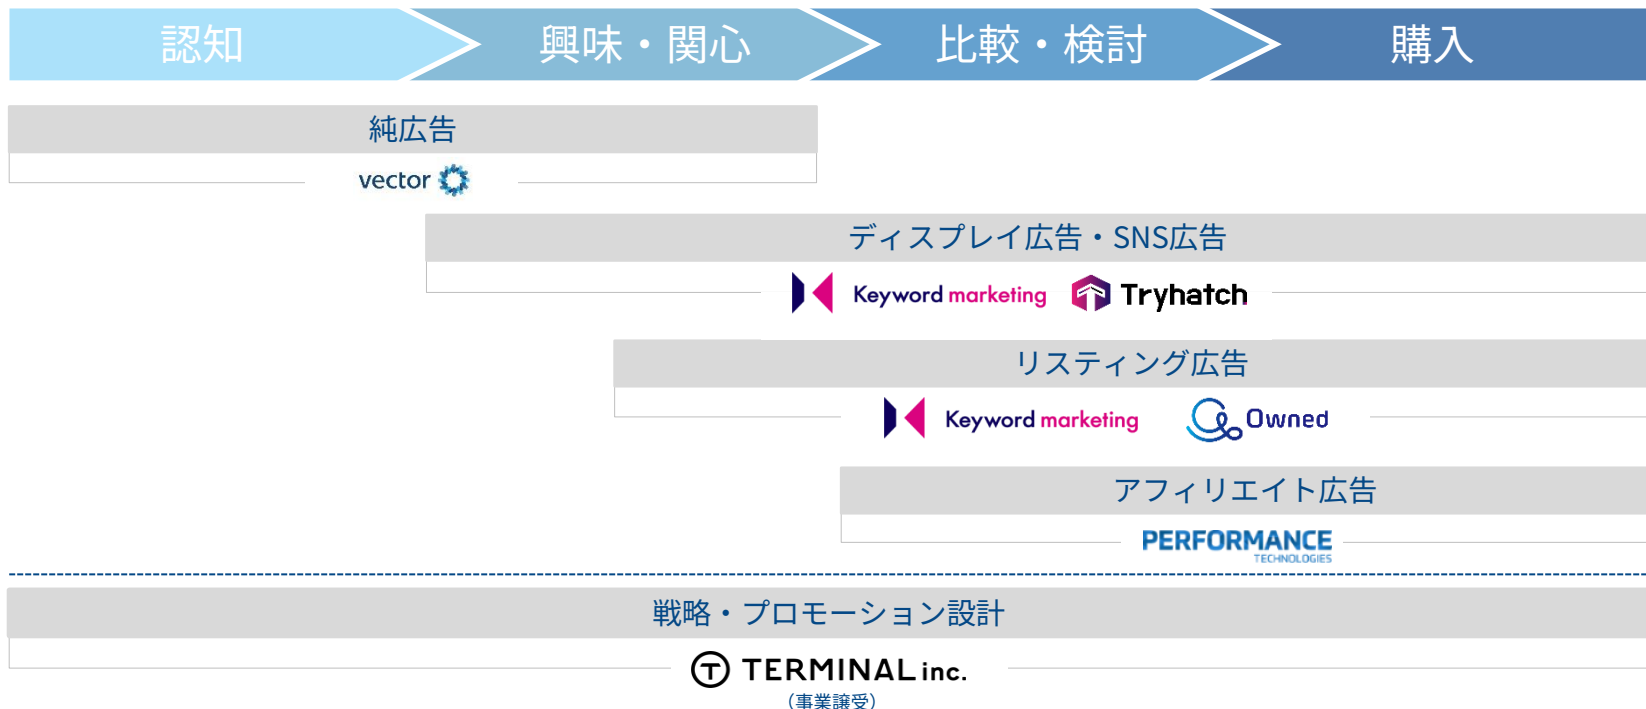 認知
興味・関心
比較・検討
購入
純広告
vector
ディスプレイ広告・SNS広告
Keyword marketing
Tryhatch
リスティング広告
Keyword marketing
Owned
アフィリエイト広告
PERFORMANCE
TECHNOLOGIES
戦略・プロモーション設計
TERMINAL inc.
（事業譲受）